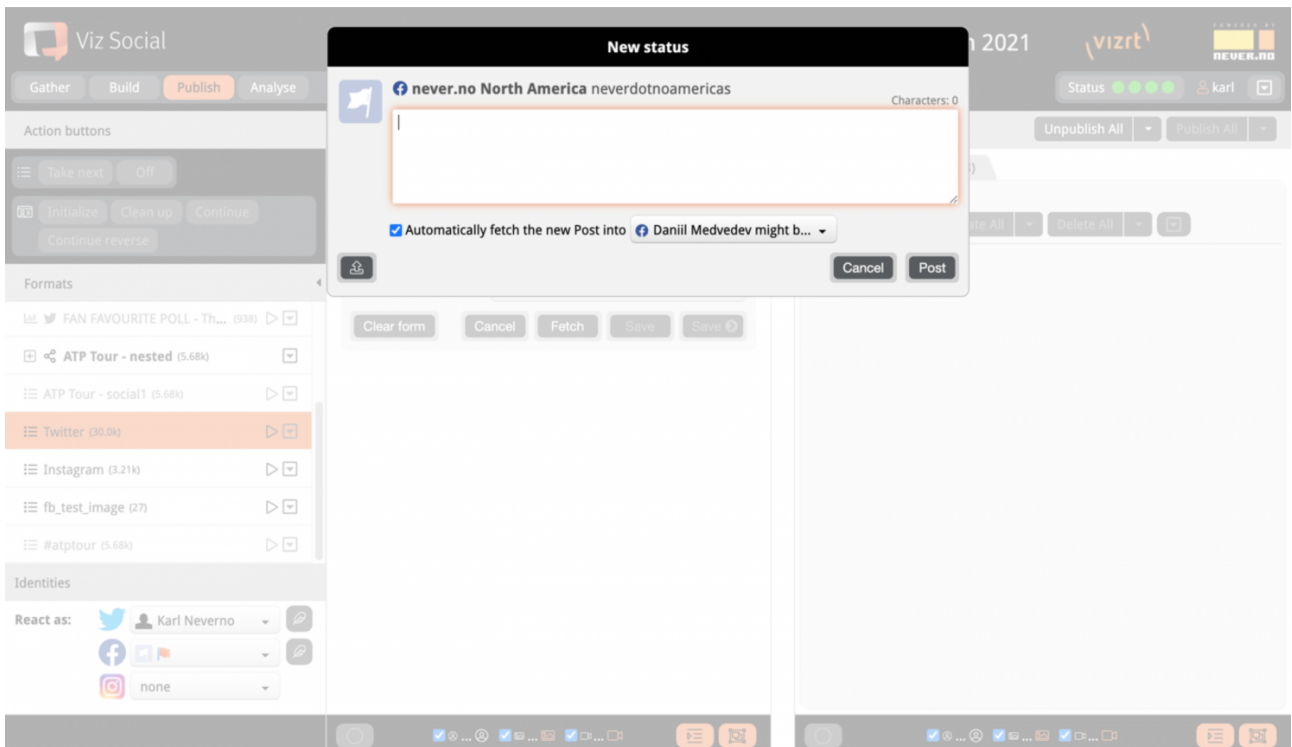 Viz Social
New status
2021
vizrt
POWERED BY
NEVER.NO
Gather Build Publish Analyse
never.no North America neverdotnoamericas
Characters: 0
Status karl
Action buttons
Unpublish All Publish All
Take next Off
Initialize Clean up Continue
Continue reverse
Automatically fetch the new Post into Daniil Medvedev might b...
Delete All
Cancel Post
Formats
FAN FAVOURITE POLL - Th... (938)
Clear form Cancel Fetch Save Save
ATP Tour - nested (5.68k)
ATP Tour - social1 (5.68k)
Twitter (30.0k)
Instagram (3.21k)
fb_test_image (27)
#atptour (5.68k)
Identities
React as: Karl Neverno
none
... ... ...
... ... ...